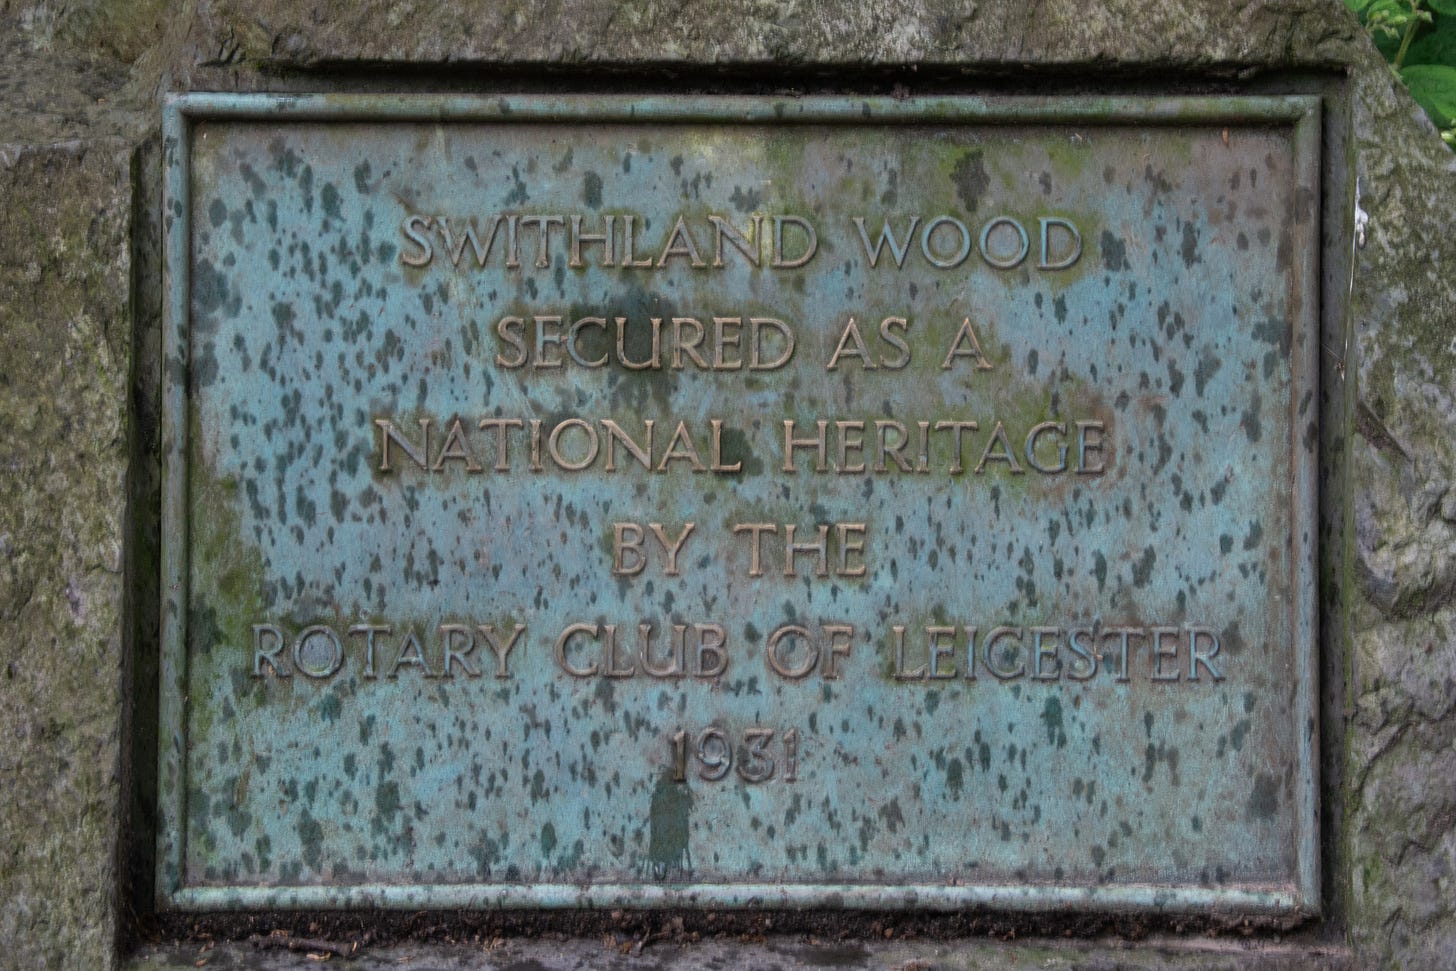 SWITHLAND WOOD
SECURED AS A
NATIONAL HERITAGE
BY THE
ROTARY CLUB OF LEICESTER
1931